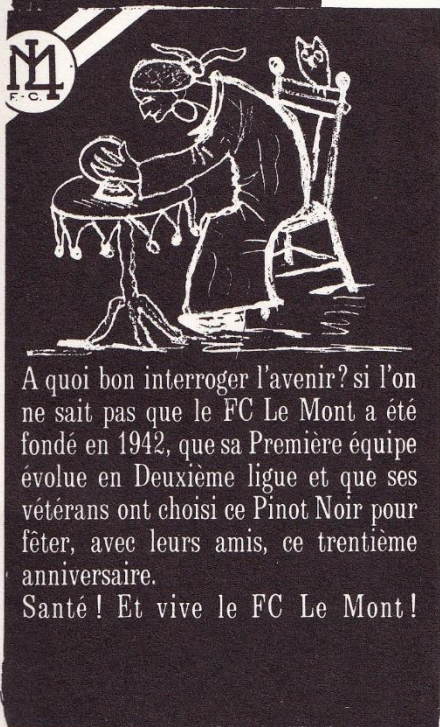 LM
F.-C.
A quoi bon interroger l'avenir? si l'on
ne sait pas que le FC Le Mont a été
fondé en 1942, que sa Première équipe
évolue en Deuxième ligue et que ses
vétérans ont choisi ce Pinot Noir pour
fêter, avec leurs amis, ce trentième
anniversaire.
Santé! Et vive le FC Le Mont!